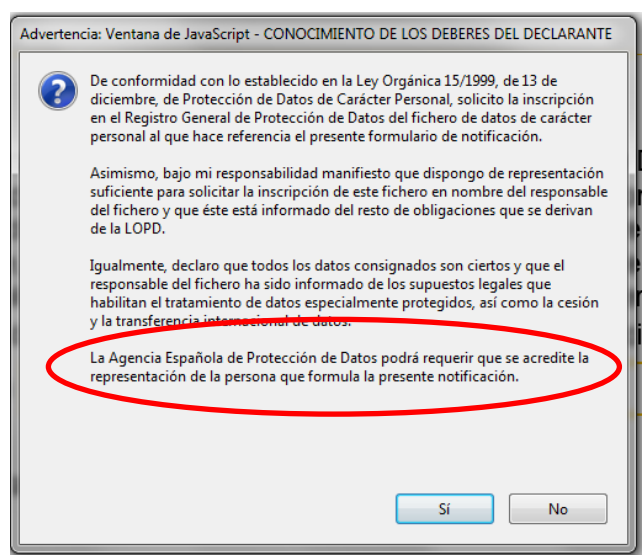 Advertencia: Ventana de JavaScript - CONOCIMIENTO DE LOS DEBERES DEL DECLARANTE
De conformidad con lo establecido en la Ley Orgánica 15/1999, de 13 de
diciembre, de Protección de Datos de Carácter Personal, solicito la inscripción
en el Registro General de Protección de Datos del fichero de datos de carácter
personal al que hace referencia el presente formulario de notificación.
Asimismo, bajo mi responsabilidad manifiesto que dispongo de representación
suficiente para solicitar la inscripción de este fichero en nombre del responsable
del fichero y que éste está informado del resto de obligaciones que se derivan
de la LOPD.
Igualmente, declaro que todos los datos consignados son ciertos y que el
responsable del fichero ha sido informado de los supuestos legales que
habilitan el tratamiento de datos especialmente protegidos, así como la cesión
y la transferencia internacional de datos.
La Agencia Española de Protección de Datos podrá requerir que se acredite la
representación de la persona que formula la presente notificación.
Sí
No